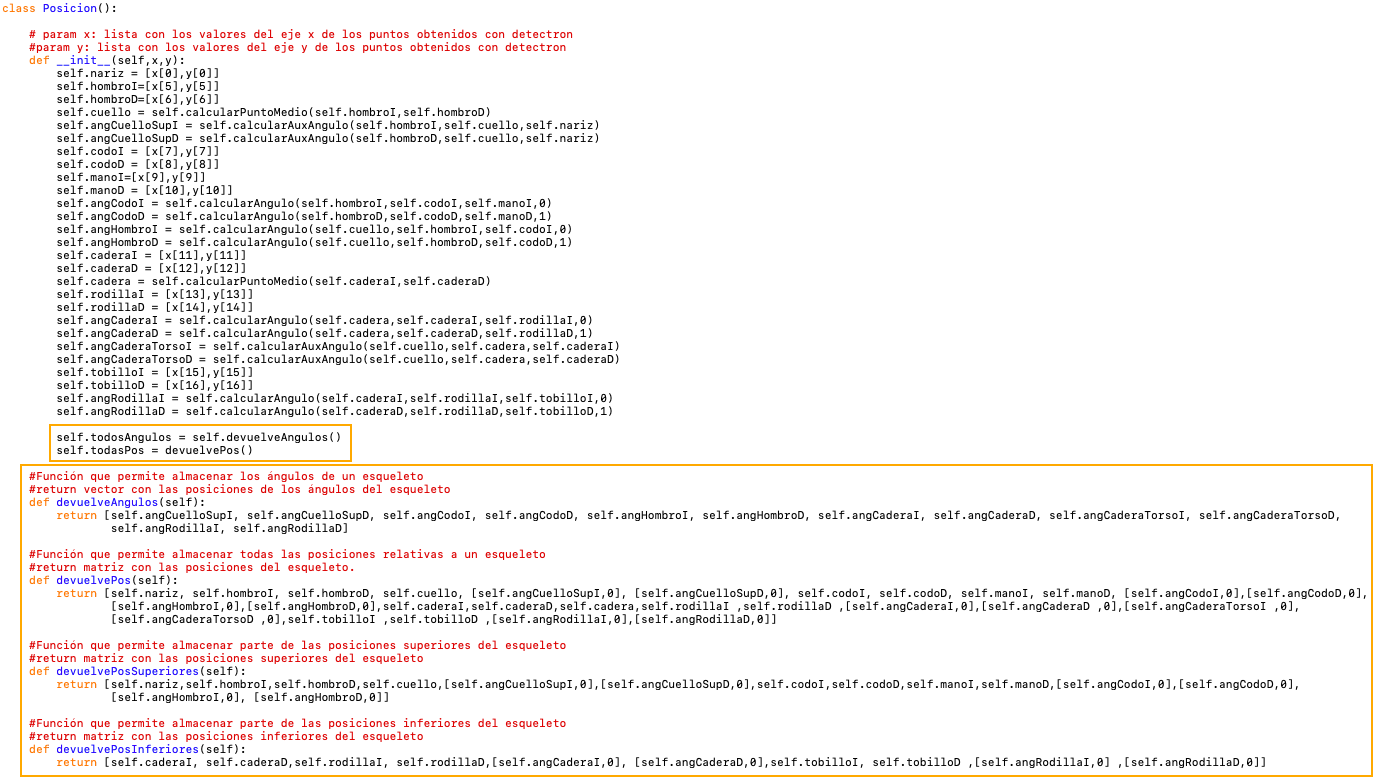 class Posicion():
# param x: lista con los valores del eje x de los puntos obtenidos con detectron
#param y: lista con los valores del eje y de los puntos obtenidos con detectron
def __init__(self,x,y):
self.nariz = [x[0],y[0]]
self.hombroI=[x[5],y[5]]
self.hombroD=[x[6],y[6]]
self.cuello = self.calcularPuntoMedio(self.hombroI,self.hombroD)
self.angCuelloSupI = self.calcularAuxAngulo(self.hombroI,self.cuello,self.nariz)
self.angCuelloSupD = self.calcularAuxAngulo(self.hombroD,self.cuello,self.nariz)
self.codoI = [x[7],y[7]]
self.codoD = [x[8],y[8]]
self.manoI=[x[9],y[9]]
self.manoD = [x[10],y[10]]
self.angCodoI = self.calcularAngulo(self.hombroI,self.codoI,self.manoI,0)
self.angCodoD = self.calcularAngulo(self.hombroD,self.codoD,self.manoD,1)
self.angHombroI = self.calcularAngulo(self.cuello,self.hombroI,self.codoI,0)
self.angHombroD = self.calcularAngulo(self.cuello,self.hombroD,self.codoD,1)
self.caderaI = [x[11],y[11]]
self.caderaD = [x[12],y[12]]
self.cadera = self.calcularPuntoMedio(self.caderaI,self.caderaD)
self.rodillaI = [x[13],y[13]]
self.rodillaD = [x[14],y[14]]
self.angCaderaI = self.calcularAngulo(self.cadera,self.caderaI,self.rodillaI,0)
self.angCaderaD = self.calcularAngulo(self.cadera,self.caderaD,self.rodillaD,1)
self.angCaderaTorsoI = self.calcularAuxAngulo(self.cuello,self.cadera,self.caderaI)
self.angCaderaTorsoD = self.calcularAuxAngulo(self.cuello,self.cadera,self.caderaD)
self.tobilloI = [x[15],y[15]]
self.tobilloD = [x[16],y[16]]
self.angRodillaI = self.calcularAngulo(self.caderaI,self.rodillaI,self.tobilloI,0)
self.angRodillaD = self.calcularAngulo(self.caderaD,self.rodillaD,self.tobilloD,1)
self.todosAngulos = self.devuelveAngulos()
self.todasPos = devuelvePos()
#Función que permite almacenar los ángulos de un esqueleto
#return vector con las posiciones de los ángulos del esqueleto
def devuelveAngulos(self):
return [self.angCuelloSupI, self.angCuelloSupD, self.angCodoI, self.angCodoD, self.angHombroI, self.angHombroD, self.angCaderaI, self.angCaderaD, self.angCaderaTorsoI, self.angCaderaTorsoD,
self.angRodillaI, self.angRodillaD]
#Función que permite almacenar todas las posiciones relativas a un esqueleto
#return matriz con las posiciones del esqueleto.
def devuelvePos(self):
return [self.nariz, self.hombroI, self.hombroD, self.cuello, [self.angCuelloSupI,0], [self.angCuelloSupD,0], self.codoI, self.codoD, self.manoI, self.manoD, [self.angCodoI,0],[self.angCodoD,0],
[self.angHombroI,0],[self.angHombroD,0],self.caderaI,self.caderaD,self.cadera,self.rodillaI ,self.rodillaD ,[self.angCaderaI,0],[self.angCaderaD ,0],[self.angCaderaTorsoI ,0],
[self.angCaderaTorsoD ,0],self.tobilloI ,self.tobilloD ,[self.angRodillaI,0],[self.angRodillaD,0]]
#Función que permite almacenar parte de las posiciones superiores del esqueleto
#return matriz con las posiciones superiores del esqueleto
def devuelvePosSuperiores(self):
return [self.nariz,self.hombroI,self.hombroD,self.cuello,[self.angCuelloSupI,0],[self.angCuelloSupD,0],self.codoI,self.codoD,self.manoI,self.manoD,[self.angCodoI,0],[self.angCodoD,0],
[self.angHombroI,0], [self.angHombroD,0]]
#Función que permite almacenar parte de las posiciones inferiores del esqueleto
#return matriz con las posiciones inferiores del esqueleto
def devuelvePosInferiores(self):
return [self.caderaI, self.caderaD,self.rodillaI, self.rodillaD,[self.angCaderaI,0], [self.angCaderaD,0],self.tobilloI, self.tobilloD ,[self.angRodillaI,0] ,[self.angRodillaD,0]]